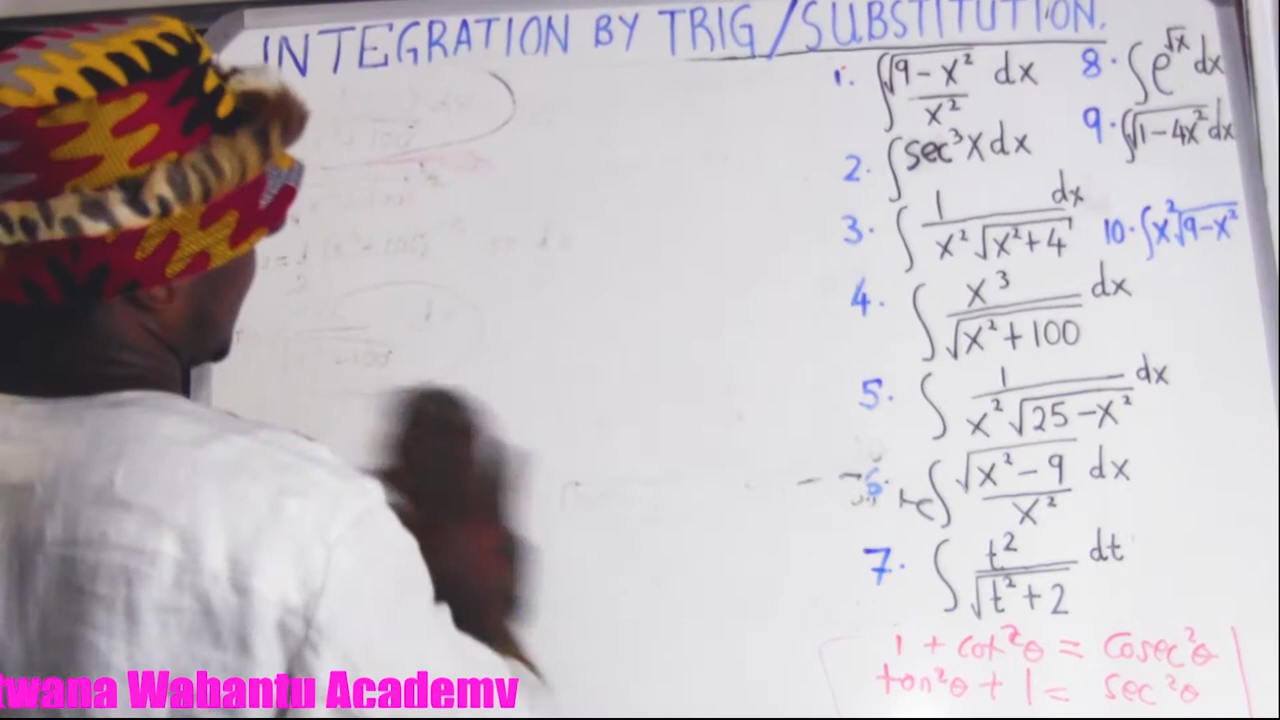 INTEGRATION BY TRIG/SUBSTITUTION.
1. ∫ √(9-x²)/x² dx
2. ∫ sec³x dx
3. ∫ 1/(x²√(x²+4)) dx
4. ∫ x³/√(x²+100) dx
5. ∫ 1/(x²√(25-x²)) dx
6. ∫ √(x²-9)/x² dx
7. ∫ t²/√(t²+2) dt
8. ∫ e^√x dx
9. ∫ √(1-4x²) dx
10. ∫ x²√(9-x²)
1 + cot²θ = cosec²θ
tan²θ + 1 = sec²θ
Wabantu Academy